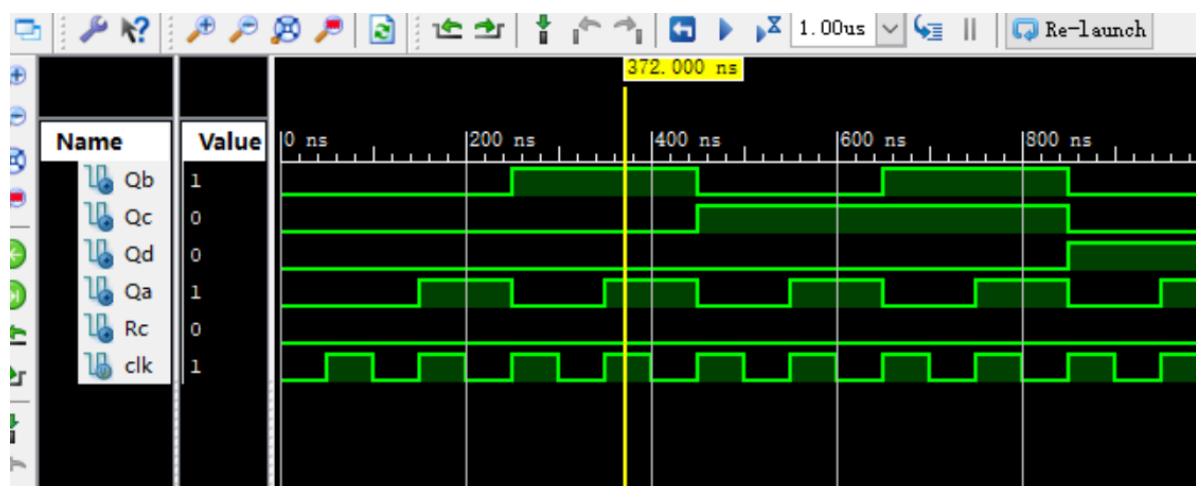 1.00us Re-launch
372.000 ns
Name Value 0 ns 200 ns 400 ns 600 ns 800 ns
Qb 1
Qc 0
Qd 0
Qa 1
Rc 0
clk 1